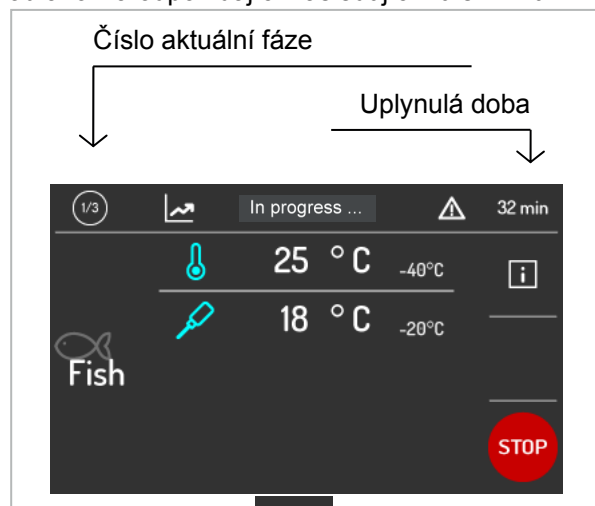 Číslo aktuální fáze
Uplynulá doba
1/3
In progress ...
32 min
25 °C
-40°C
i
18 °C
-20°C
Fish
STOP